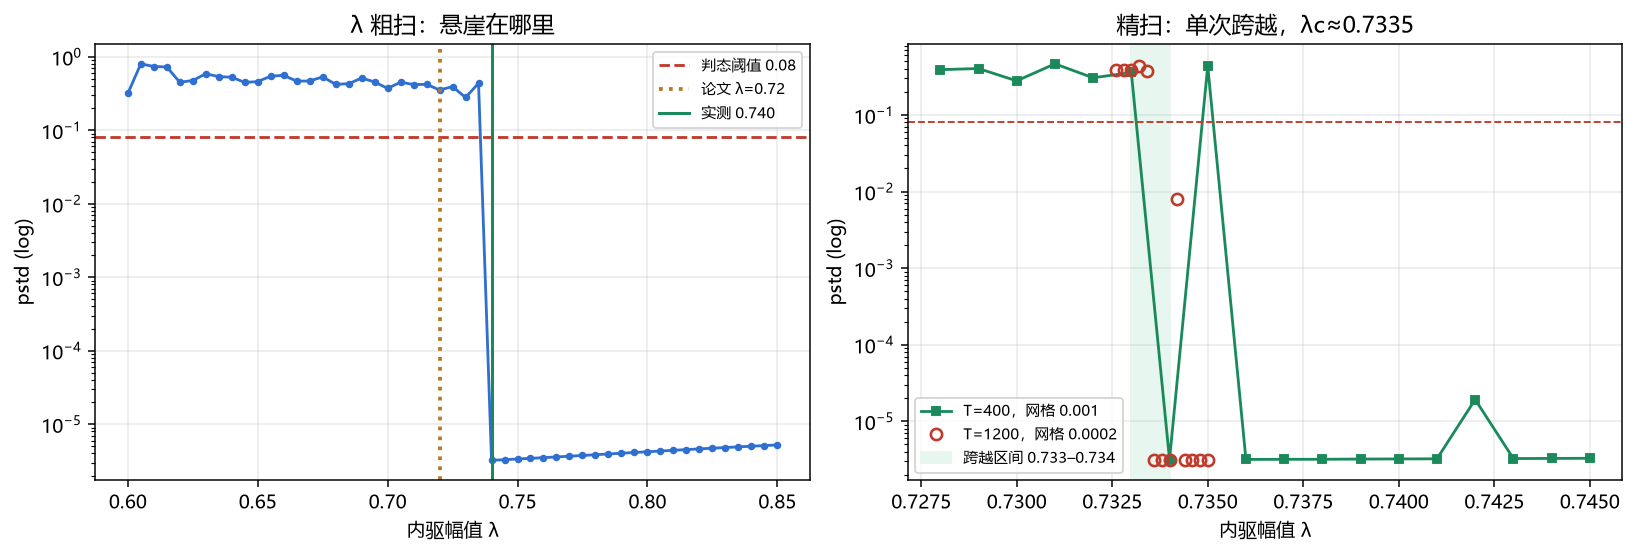 λ 粗扫：悬崖在哪里
10⁰
10⁻¹
10⁻²
10⁻³
10⁻⁴
10⁻⁵
pstd (log)
判态阈值 0.08
论文 λ=0.72
实测 0.740
0.60 0.65 0.70 0.75 0.80 0.85
内驱幅值 λ
精扫：单次跨越，λc≈0.7335
10⁻¹
10⁻²
10⁻³
10⁻⁴
10⁻⁵
pstd (log)
T=400，网格 0.001
T=1200，网格 0.0002
跨越区间 0.733–0.734
0.7275 0.7300 0.7325 0.7350 0.7375 0.7400 0.7425 0.7450
内驱幅值 λ